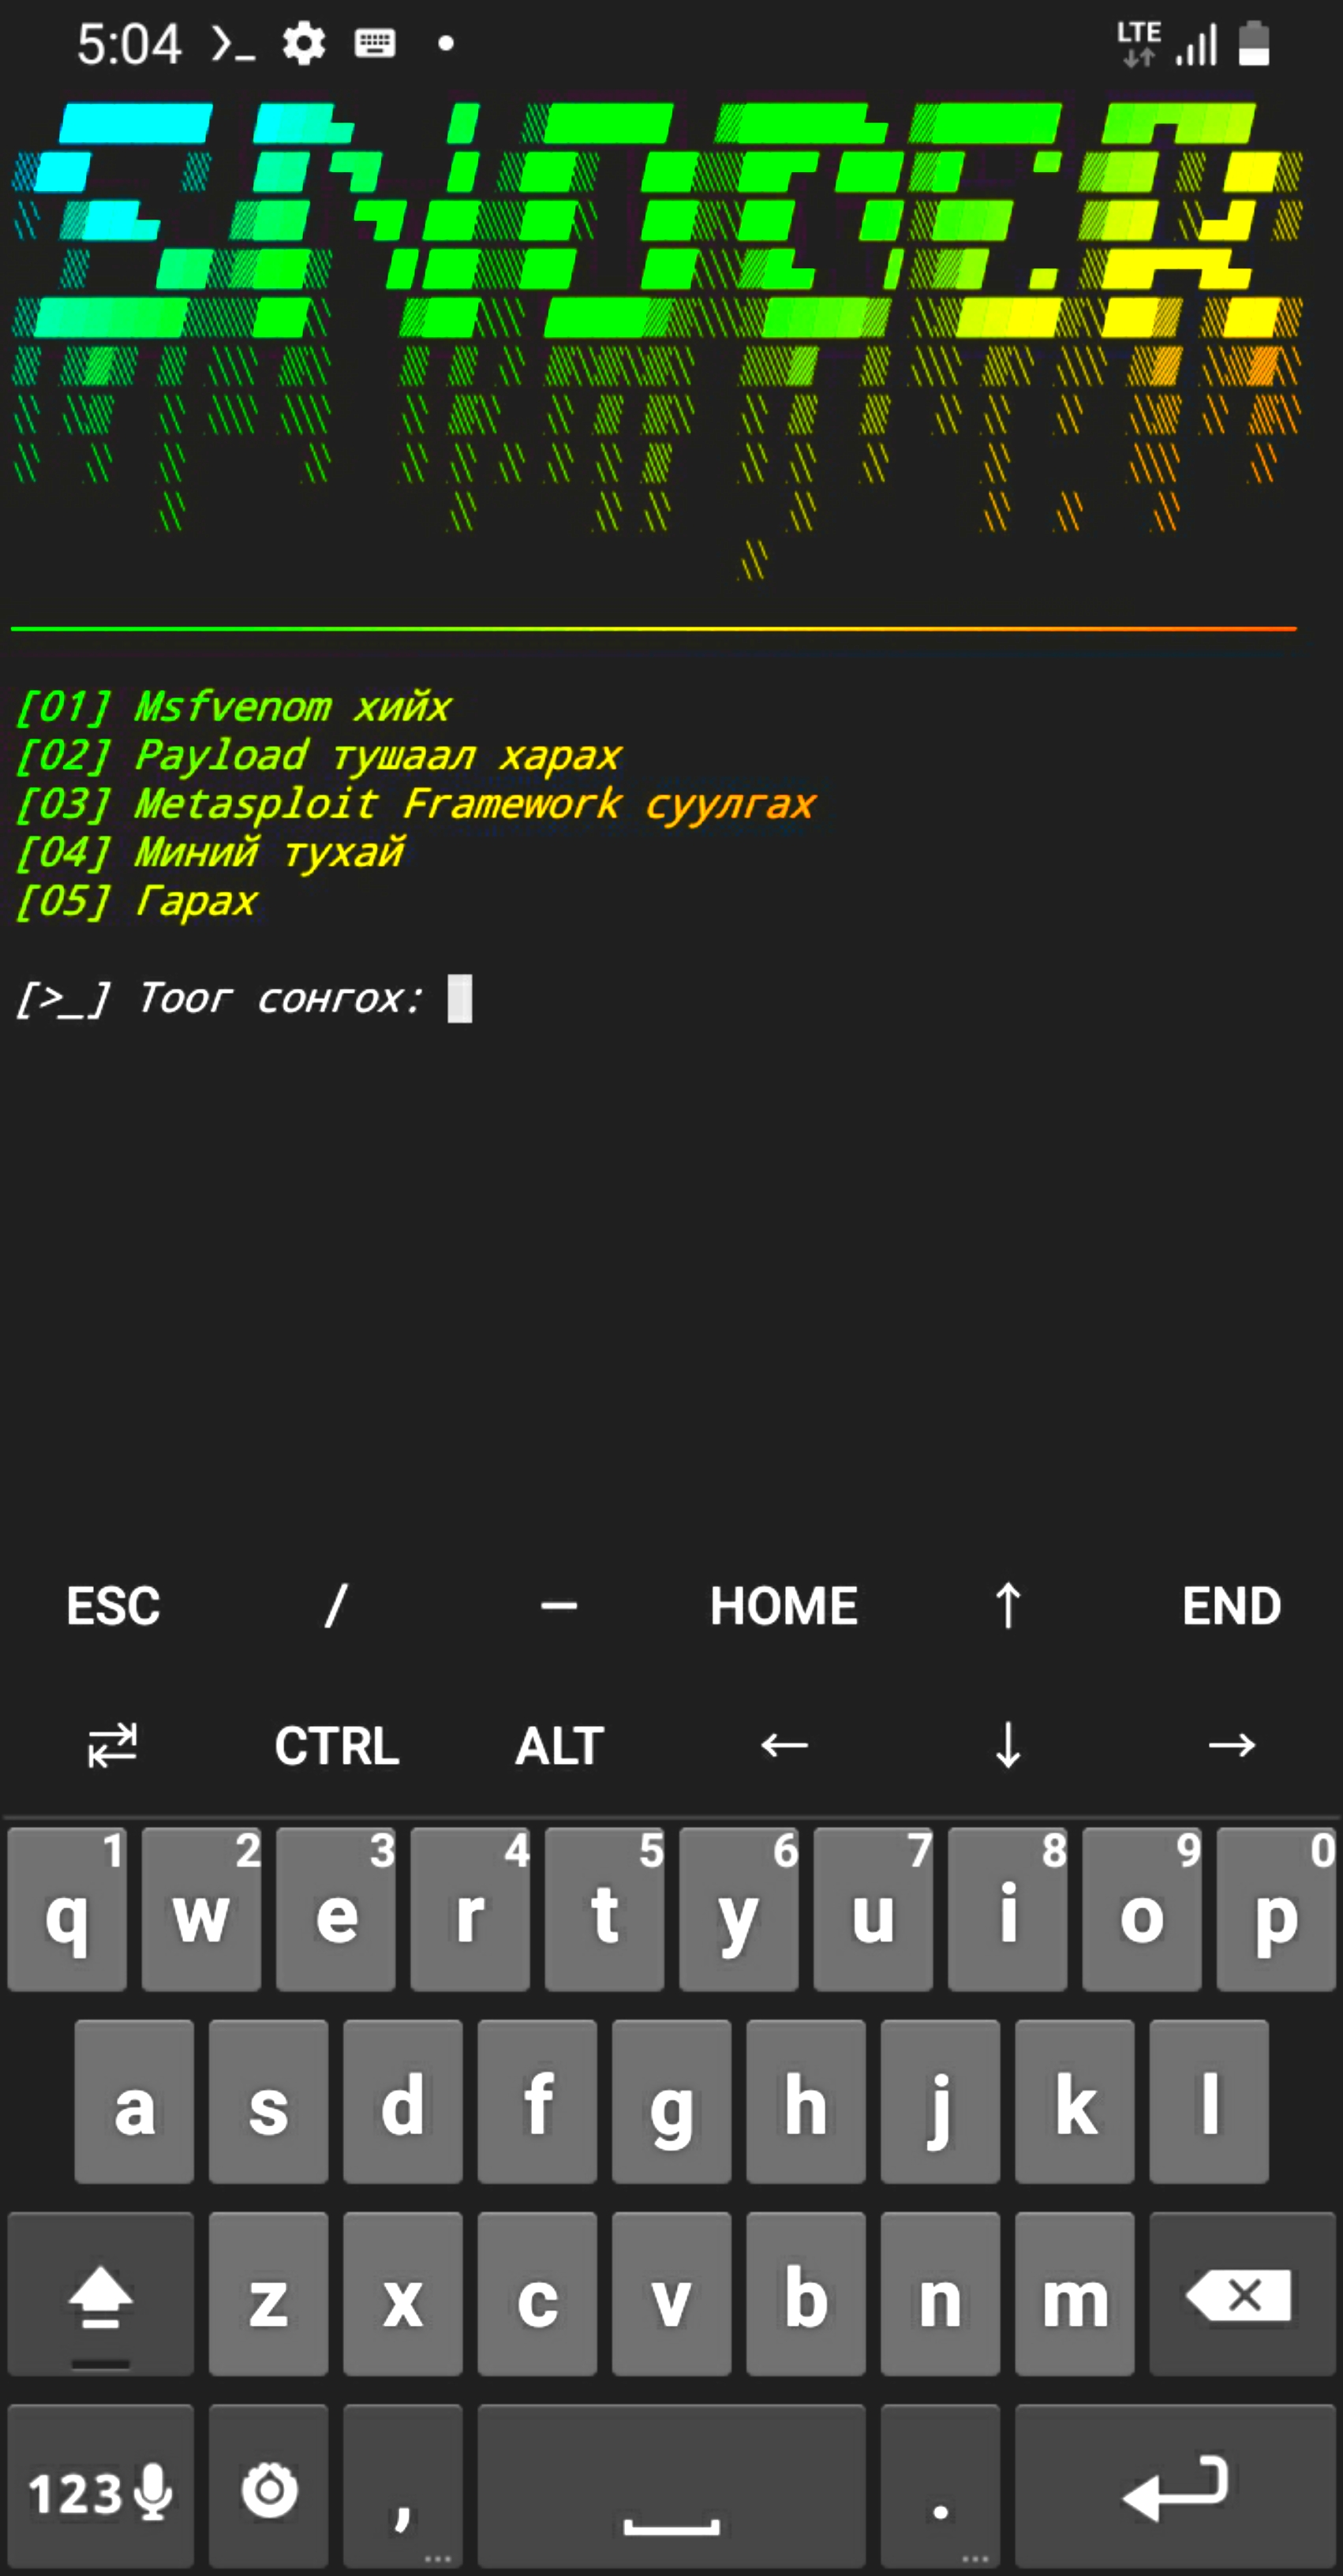 5:04
LTE
[01] Msfvenom хийх
[02] Payload тушаал харах
[03] Metasploit Framework суулгах
[04] Миний тухай
[05] Гарах
[>_] Тоог сонгох:
ESC / — HOME ↑ END
CTRL ALT ← ↓ →
1 2 3 4 5 6 7 8 9 0
q w e r t y u i o p
a s d f g h j k l
z x c v b n m
123 , .